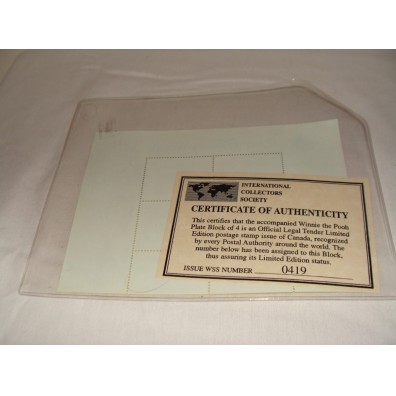 INTERNATIONAL
COLLECTORS
SOCIETY
CERTIFICATE OF AUTHENTICITY
This certifies that the accompanied Winnie the Pooh
Plate Block of 4 is an Official Legal Tender Limited
Edition postage stamp issue of Canada, recognized
by every Postal Authority around the world. The
number below has been assigned to this Block,
thus assuring its Limited Edition status.
ISSUE WSS NUMBER 0419